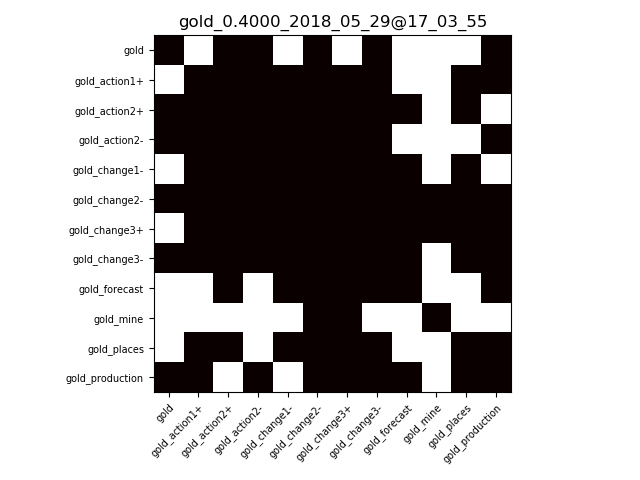 gold_0.4000_2018_05_29@17_03_55
gold
gold_action1+
gold_action2+
gold_action2-
gold_change1-
gold_change2-
gold_change3+
gold_change3-
gold_forecast
gold_mine
gold_places
gold_production
gold
gold_action1+
gold_action2+
gold_action2-
gold_change1-
gold_change2-
gold_change3+
gold_change3-
gold_forecast
gold_mine
gold_places
gold_production